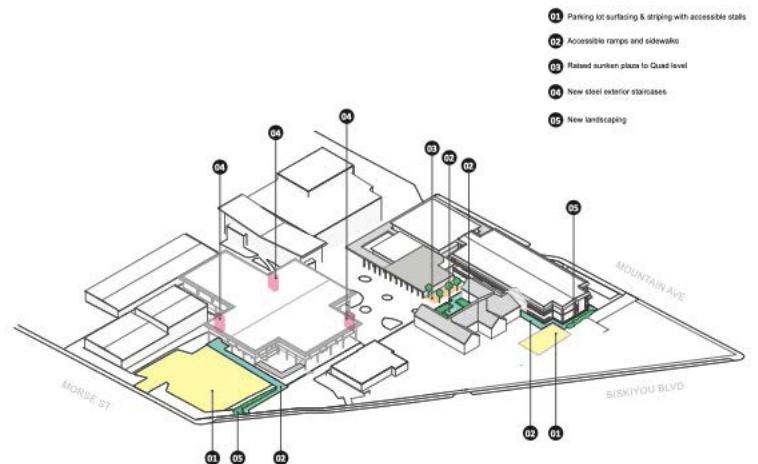 01 Parking lot surfacing & striping with accessible stalls
02 Accessible ramps and sidewalks
03 Raised sunken plaza to Quad level
04 New steel exterior staircases
05 New landscaping
04
04
04
03
02
02
05
MOUNTAIN AVE
MORSE ST
BISKIYOU BLVD
01
05
02
02
01